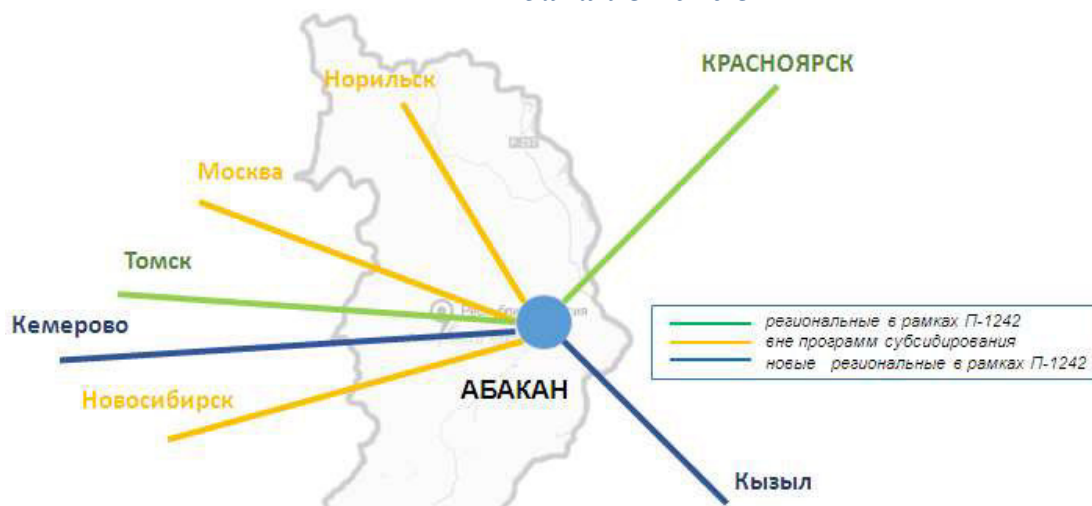 КРАСНОЯРСК
Норильск
Москва
Томск
Кемерово
Новосибирск
АБАКАН
Кызыл
региональные в рамках П-1242
вне программ субсидирования
новые региональные в рамках П-1242